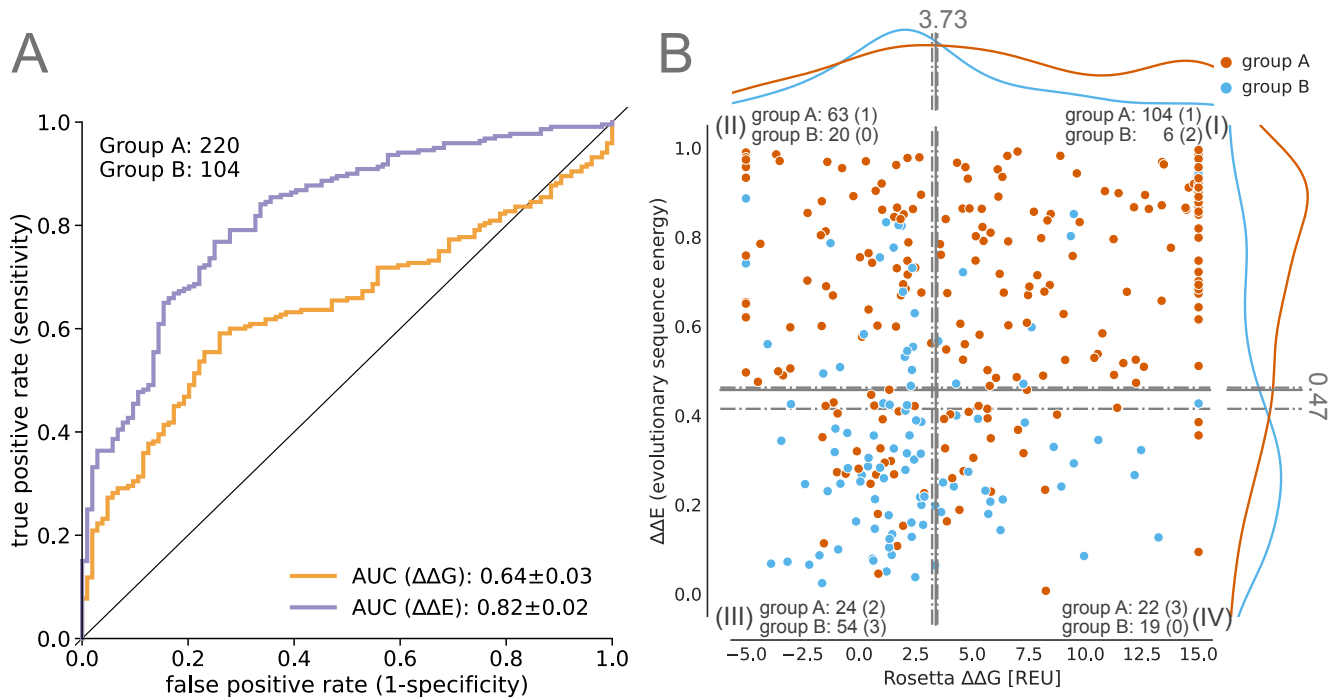 A
Group A: 220
Group B: 104
1.0
0.8
0.6
0.4
0.2
0.0
true positive rate (sensitivity)
AUC (ΔΔG): 0.64±0.03
AUC (ΔΔE): 0.82±0.02
0.0 0.2 0.4 0.6 0.8 1.0
false positive rate (1-specificity)
B
3.73
group A
group B
(II)
group A: 63 (1)
group B: 20 (0)
group A: 104 (1)
group B: 6 (2)
(I)
1.0
0.8
0.6
0.4
0.2
0.0
ΔΔE (evolutionary sequence energy)
0.47
(III)
group A: 24 (2)
group B: 54 (3)
group A: 22 (3)
group B: 19 (0)
(IV)
−5.0 −2.5 0.0 2.5 5.0 7.5 10.0 12.5 15.0
Rosetta ΔΔG [REU]